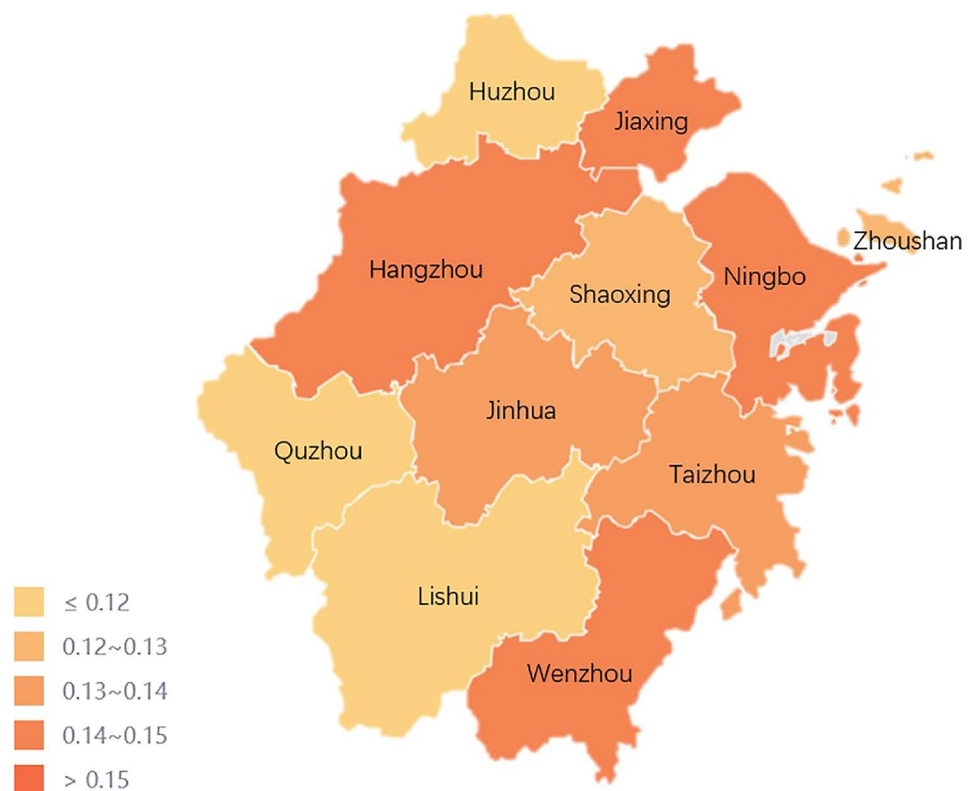 Huzhou
Jiaxing
Zhoushan
Hangzhou
Ningbo
Shaoxing
Jinhua
Quzhou
Taizhou
Lishui
Wenzhou
≤ 0.12
0.12~0.13
0.13~0.14
0.14~0.15
> 0.15